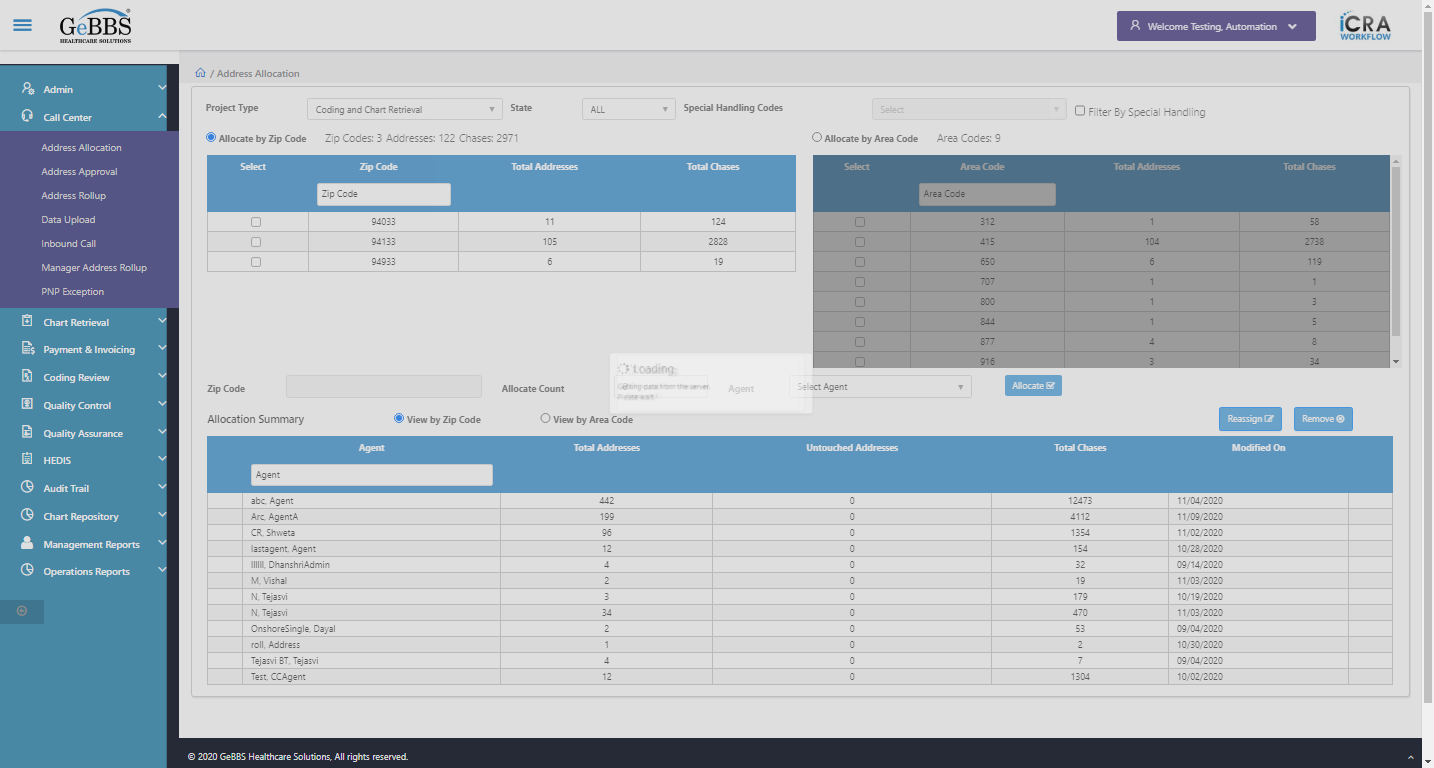 GeBBS
HEALTHCARE SOLUTIONS
Welcome Testing, Automation
iCRA
WORKFLOW
/ Address Allocation
Admin
Call Center
Address Allocation
Address Approval
Address Rollup
Data Upload
Inbound Call
Manager Address Rollup
PNP Exception
Chart Retrieval
Payment & Invoicing
Coding Review
Quality Control
Quality Assurance
HEDIS
Audit Trail
Chart Repository
Management Reports
Operations Reports
Project Type Coding and Chart Retrieval State ALL Special Handling Codes Select Filter By Special Handling
Allocate by Zip Code Zip Codes: 3 Addresses: 122 Chases: 2971
Select Zip Code Total Addresses Total Chases
Zip Code
94033 11 124
94133 105 2828
94933 6 19
Allocate by Area Code Area Codes: 9
Select Area Code Total Addresses Total Chases
Area Code
312 1 58
415 104 2738
650 6 119
707 1 1
800 1 3
844 1 5
877 4 8
916 3 34
Loading
Getting data from the server.
Please wait
Zip Code Allocate Count Agent Select Agent Allocate
Allocation Summary View by Zip Code View by Area Code Reassign Remove
Agent Total Addresses Untouched Addresses Total Chases Modified On
Agent
abc, Agent 442 0 12473 11/04/2020
Arc, AgentA 199 0 4112 11/09/2020
CR, Shweta 96 0 1354 11/02/2020
lastagent, Agent 12 0 154 10/28/2020
DhanshriAdmin 4 0 32 09/14/2020
M, Vishal 2 0 19 11/03/2020
N, Tejasvi 3 0 179 10/19/2020
N, Tejasvi 34 0 470 11/03/2020
OnshoreSingle, Dayal 2 0 53 09/04/2020
roll, Address 1 0 2 10/30/2020
Tejasvi BT, Tejasvi 4 0 7 09/04/2020
Test, CCAgent 12 0 1304 10/02/2020
© 2020 GeBBS Healthcare Solutions, All rights reserved.